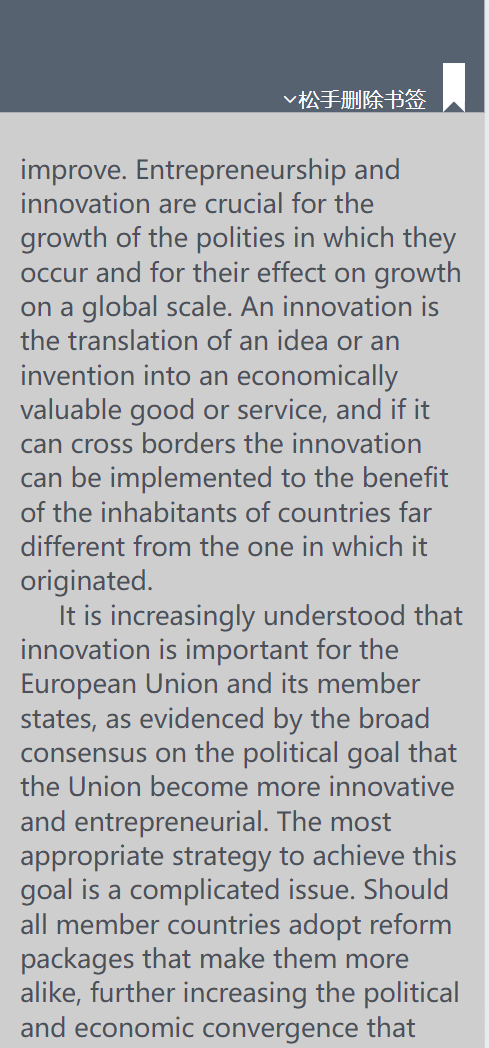 松手删除书签
improve. Entrepreneurship and
innovation are crucial for the
growth of the polities in which they
occur and for their effect on growth
on a global scale. An innovation is
the translation of an idea or an
invention into an economically
valuable good or service, and if it
can cross borders the innovation
can be implemented to the benefit
of the inhabitants of countries far
different from the one in which it
originated.
It is increasingly understood that
innovation is important for the
European Union and its member
states, as evidenced by the broad
consensus on the political goal that
the Union become more innovative
and entrepreneurial. The most
appropriate strategy to achieve this
goal is a complicated issue. Should
all member countries adopt reform
packages that make them more
alike, further increasing the political
and economic convergence that